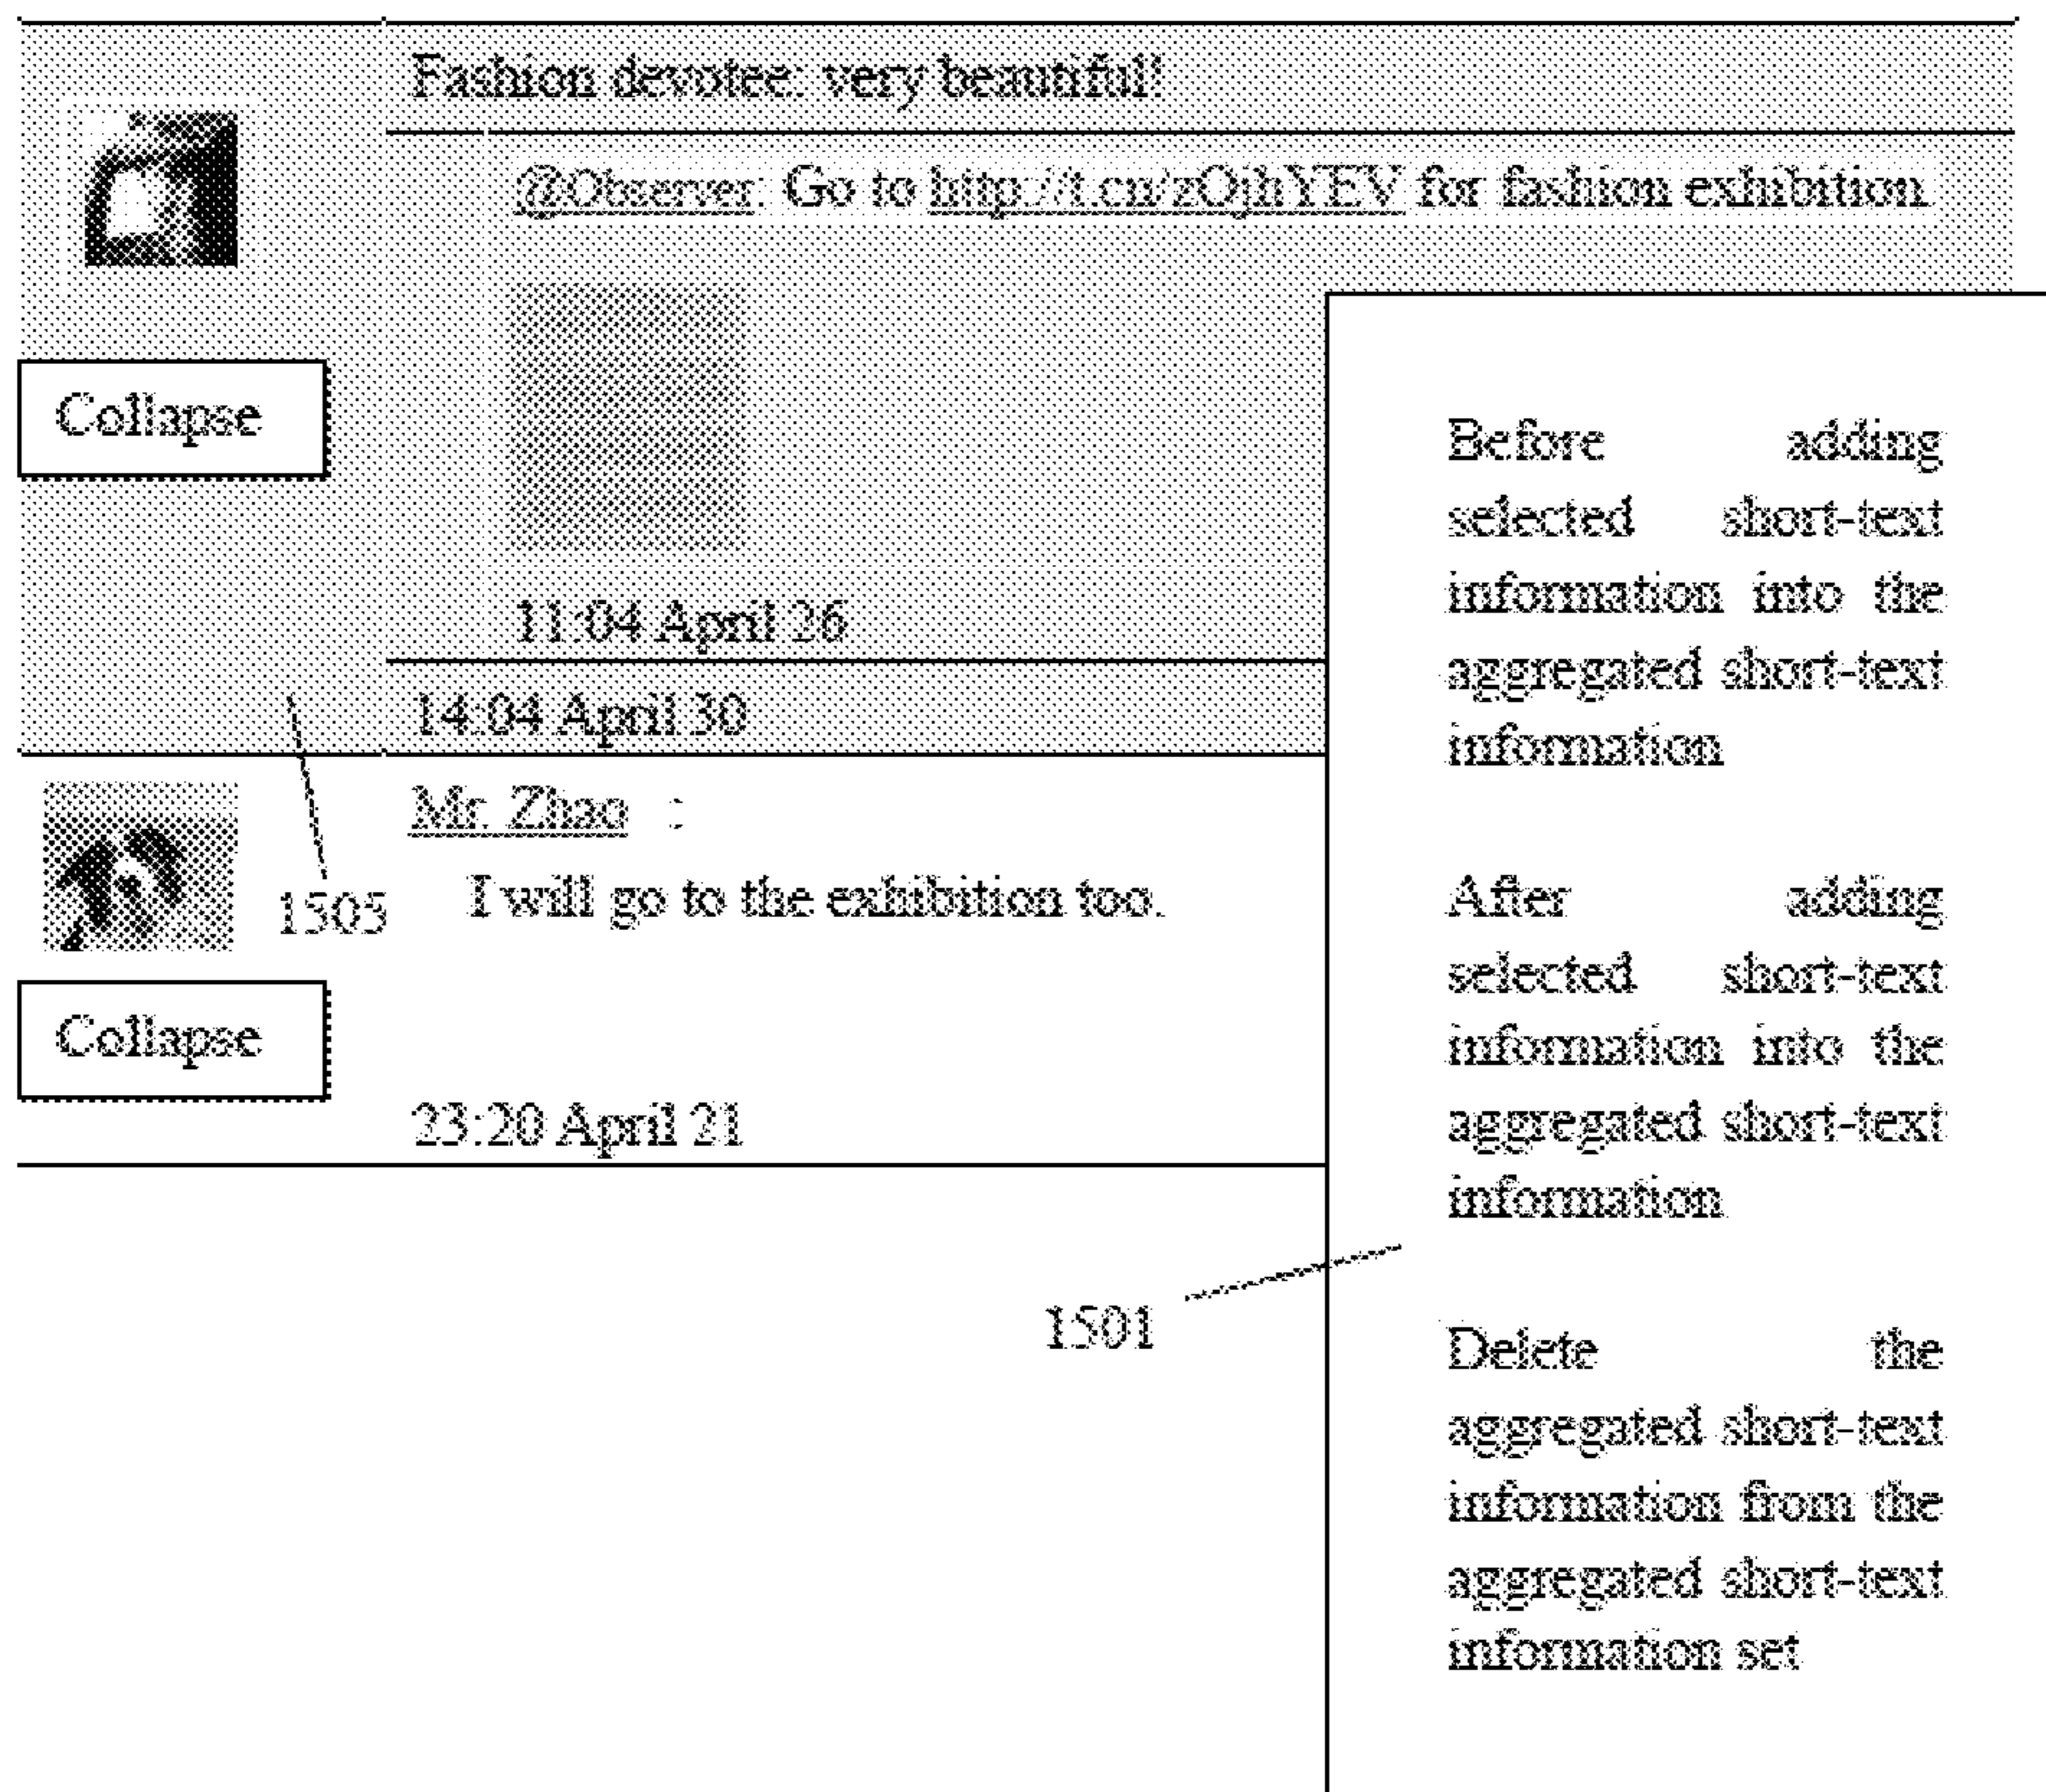 Fashion devotee: very beautiful!
@Observer: Go to http://t.cn/zOjhYEV for fashion exhibition
Collapse
11:04 April 26
14:04 April 30
Mr. Zhao :
1505
I will go to the exhibition too.
Collapse
23:20 April 21
1501
Before adding
selected short-text
information into the
aggregated short-text
information
After adding
selected short-text
information into the
aggregated short-text
information
Delete the
aggregated short-text
information from the
aggregated short-text
information set